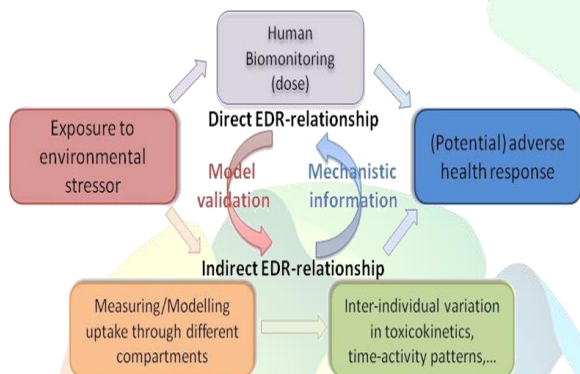 Human
Biomonitoring
(dose)
Direct EDR-relationship
Exposure to
environmental
stressor
(Potential) adverse
health response
Model
validation
Mechanistic
information
Indirect EDR-relationship
Measuring/Modelling
uptake through different
compartments
Inter-individual variation
in toxicokinetics,
time-activity patterns,...